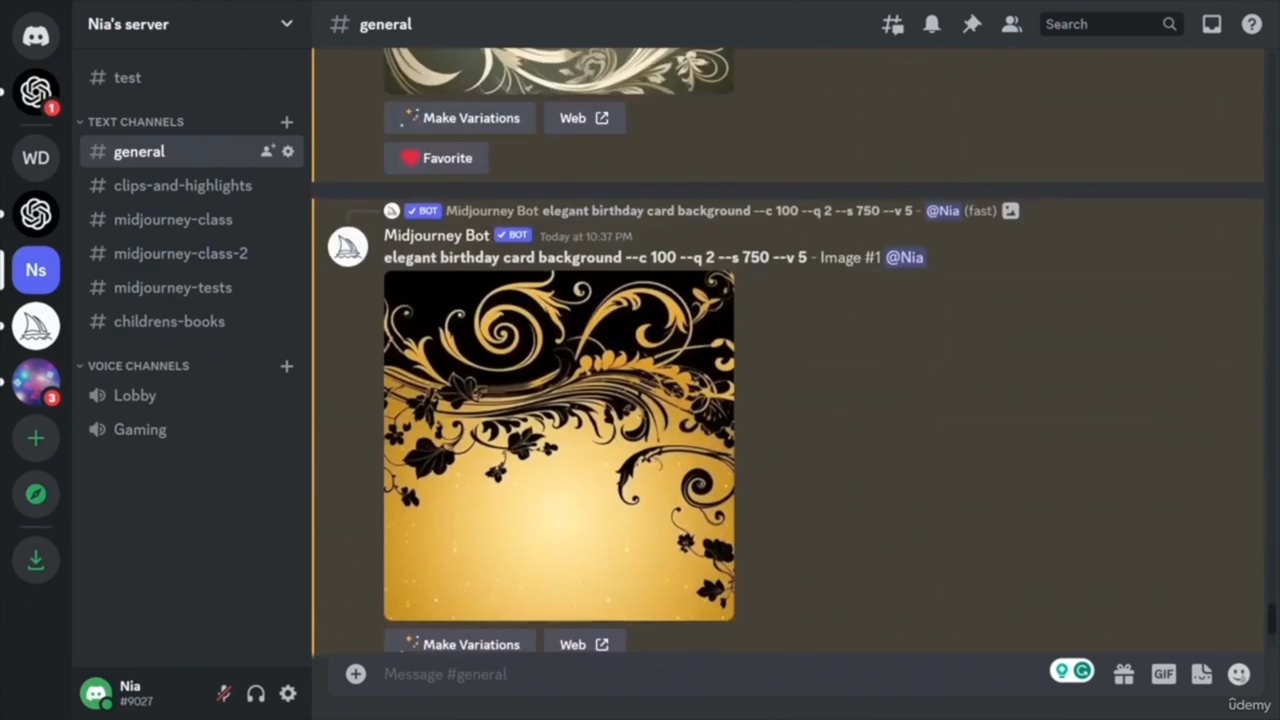 Nia's server
general
Search
test
TEXT CHANNELS
general
clips-and-highlights
midjourney-class
midjourney-class-2
midjourney-tests
childrens-books
VOICE CHANNELS
Lobby
Gaming
Nia
#9027
1
WD
Ns
3
Make Variations
Web
Favorite
BOT Midjourney Bot elegant birthday card background --c 100 --q 2 --s 750 --v 5 - @Nia (fast)
Midjourney Bot BOT Today at 10:37 PM
elegant birthday card background --c 100 --q 2 --s 750 --v 5 - Image #1 @Nia
Make Variations
Web
Message #general
GIF
ûdemy